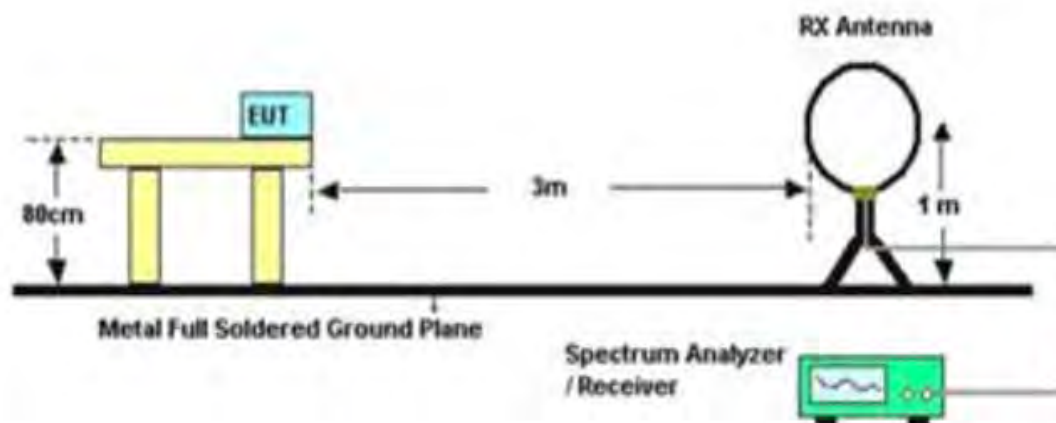 RX Antenna
EUT
3m
80cm
1 m
Metal Full Soldered Ground Plane
Spectrum Analyzer
/ Receiver